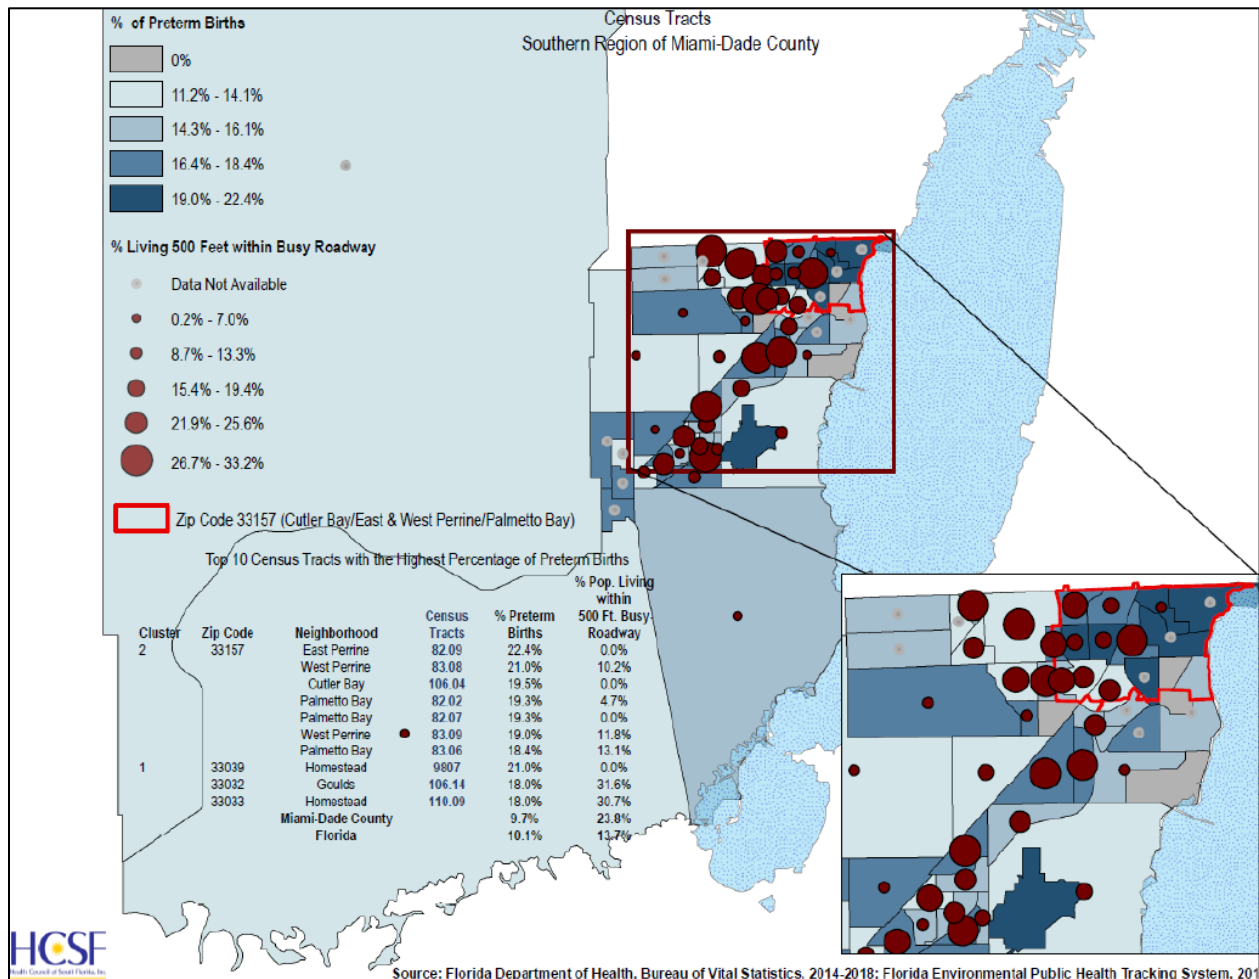 Census Tracts
Southern Region of Miami-Dade County
% of Preterm Births
0%
11.2% - 14.1%
14.3% - 16.1%
16.4% - 18.4%
19.0% - 22.4%
% Living 500 Feet within Busy Roadway
Data Not Available
0.2% - 7.0%
8.7% - 13.3%
15.4% - 19.4%
21.9% - 25.6%
26.7% - 33.2%
Zip Code 33157 (Cutler Bay/East & West Perrine/Palmetto Bay)
Top 10 Census Tracts with the Highest Percentage of Preterm Births
Cluster Zip Code Neighborhood Census Tracts % Preterm Births % Pop. Living within 500 Ft. Busy-Roadway
2 33157 East Perrine 82.09 22.4% 0.0%
West Perrine 83.08 21.0% 10.2%
Cutler Bay 106.04 19.5% 0.0%
Palmetto Bay 82.02 19.3% 4.7%
Palmetto Bay 82.07 19.3% 0.0%
West Perrine 83.09 19.0% 11.8%
Palmetto Bay 83.06 18.4% 13.1%
1 33039 Homestead 9807 21.0% 0.0%
33032 Goulds 106.14 18.0% 31.6%
33033 Homestead 110.09 18.0% 30.7%
Miami-Dade County 9.7% 23.8%
Florida 10.1% 13.7%
HCSF
Health Council of South Florida, Inc.
Source: Florida Department of Health, Bureau of Vital Statistics, 2014-2018; Florida Environmental Public Health Tracking System, 201